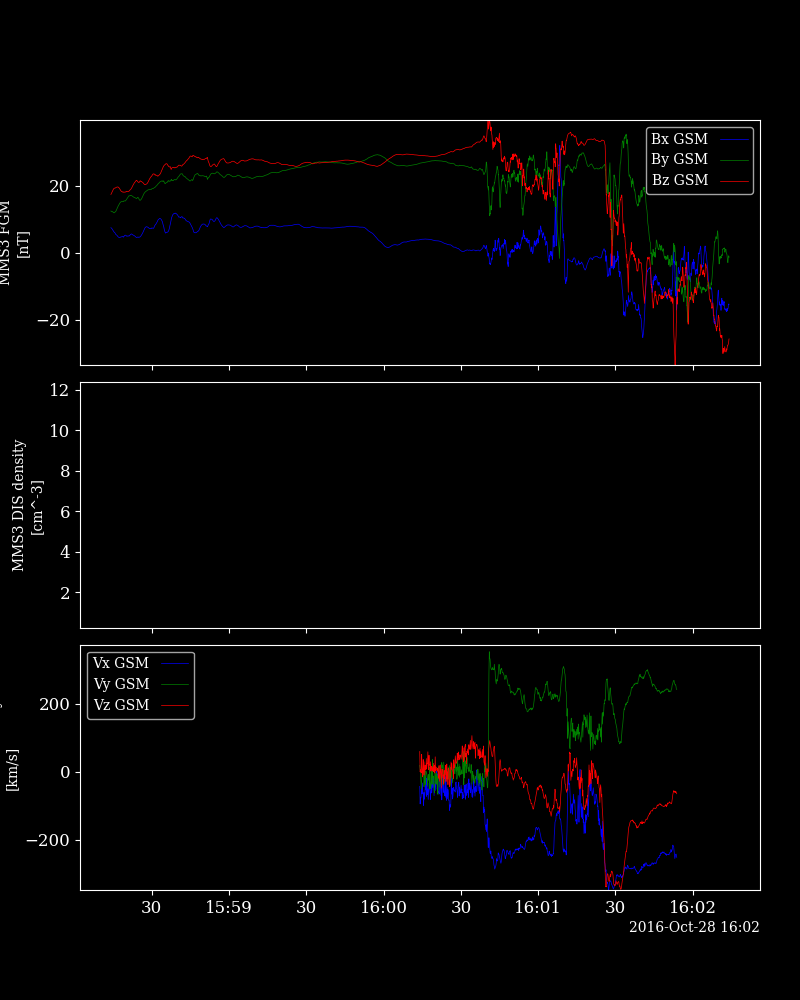 Bx GSM
By GSM
Bz GSM
20
0
−20
MMS3 FGM
[nT]
12
10
8
6
4
2
MMS3 DIS density
[cm^-3]
Vx GSM
Vy GSM
Vz GSM
200
0
−200
[km/s]
30
15:59
30
16:00
30
16:01
30
16:02
2016-Oct-28 16:02